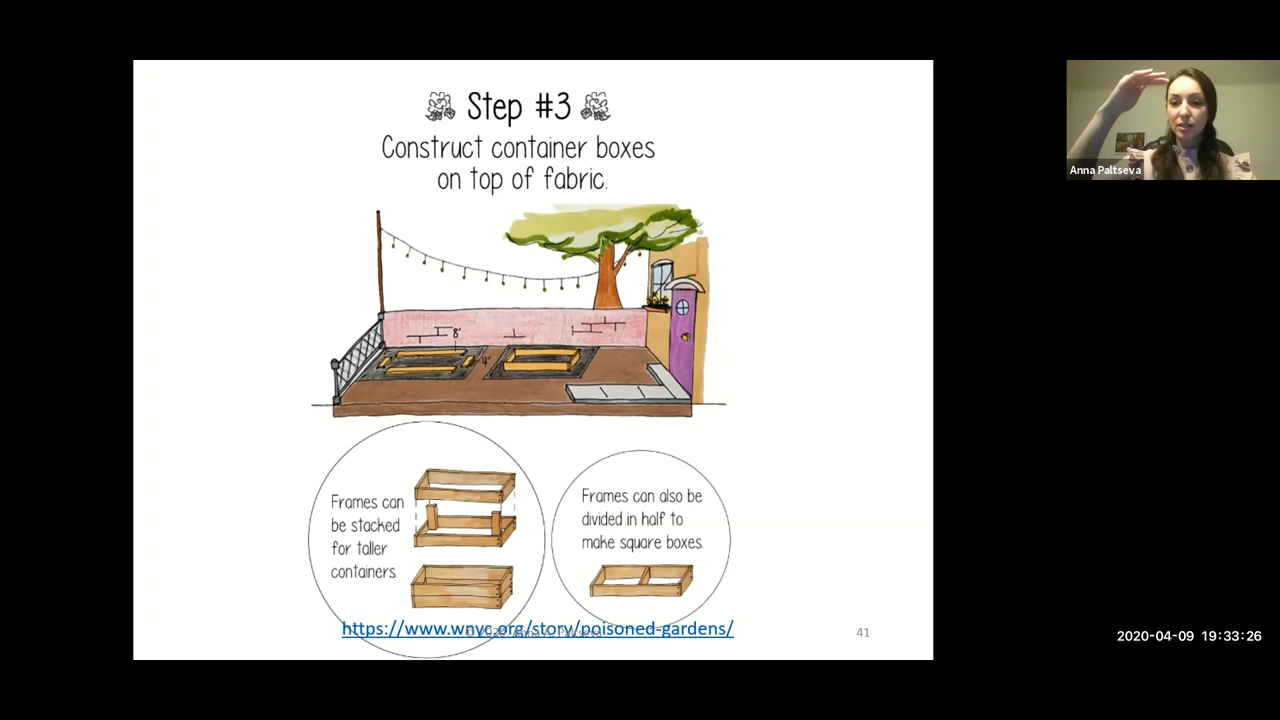 Step #3
Construct container boxes
on top of fabric.
8'
4'
Frames can
be stacked
for taller
containers.
Frames can also be
divided in half to
make square boxes.
https://www.wnyc.org/story/poisoned-gardens/
41
Anna Paltseva
2020-04-09 19:33:26